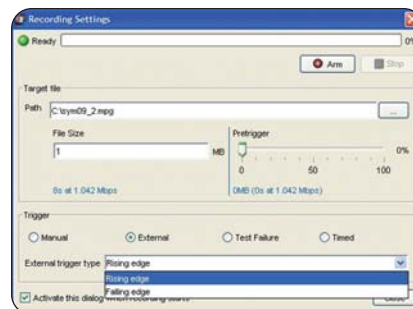 Recording Settings
Ready 0%
Arm Stop
Target file
Path C:\sym09_2.mpg ...
File Size Pretrigger
1 MB 0%
0 50 100
8s at 1.042 Mbps 0MB (0s at 1.042 Mbps)
Trigger
Manual External Test Failure Timed
External trigger type Rising edge
Rising edge
Falling edge
Activate this dialog when recording starts Close